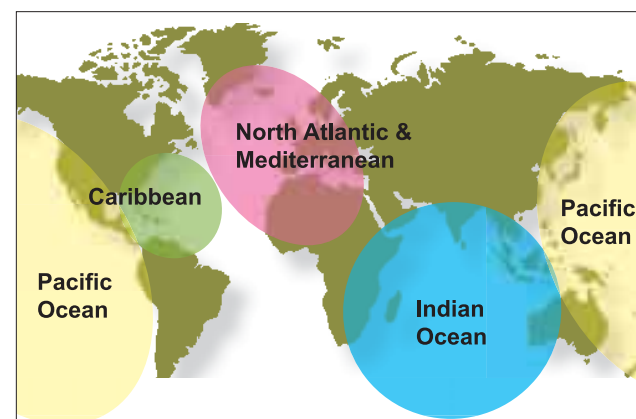 North Atlantic &
Mediterranean
Caribbean
Pacific
Ocean
Pacific
Ocean
Indian
Ocean